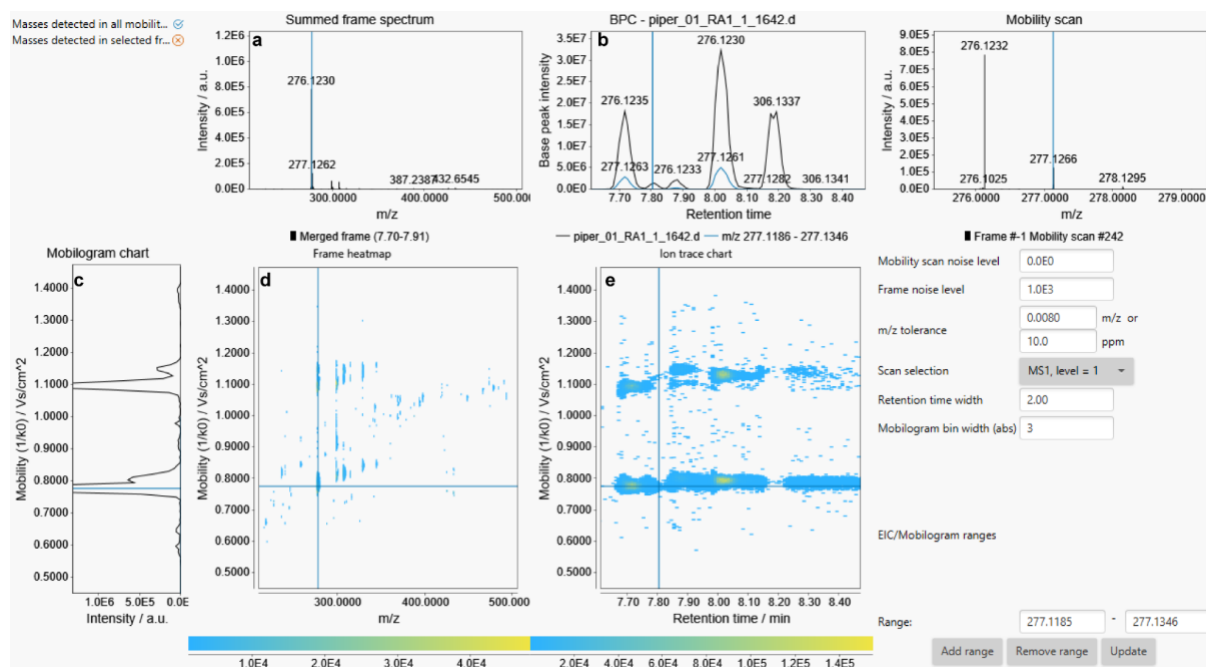 Masses detected in all mobilit...
Masses detected in selected fr...
Summed frame spectrum
a
Intensity / a.u.
1.2E6
1.0E6
8.0E5
6.0E5
4.0E5
2.0E5
0.0E0
276.1230
277.1262
387.2387
432.6545
300.0000
500.000
m/z
Merged frame (7.70-7.91)
BPC - piper_01_RA1_1_1642.d
b
Base peak intensity
3.5E7
3.0E7
2.5E7
2.0E7
1.5E7
1.0E7
5.0E6
0.0E0
276.1230
276.1235
306.1337
277.1263
276.1233
277.1261
277.1282
306.1341
7.70 7.80 7.90 8.00 8.10 8.20 8.30 8.40
Retention time
piper_01_RA1_1_1642.d
m/z 277.1186 - 277.1346
Mobility scan
Intensity / a.u.
9.0E5
8.0E5
7.0E5
6.0E5
5.0E5
4.0E5
3.0E5
2.0E5
1.0E5
0.0E0
276.1232
277.1266
276.1025
278.1295
276.0000 277.0000 278.0000 279.0000
m/z
Frame #-1 Mobility scan #242
Mobilogram chart
c
Mobility (1/k0) / Vs/cm^2
1.4000
1.3000
1.2000
1.1000
1.0000
0.9000
0.8000
0.7000
0.6000
0.5000
1.0E6 5.0E5 0.0E
Intensity / a.u.
Frame heatmap
d
Mobility (1/k0) / Vs/cm^2
1.4000
1.3000
1.2000
1.1000
1.0000
0.9000
0.8000
0.7000
0.6000
0.5000
300.0000 400.0000 500.000
m/z
Ion trace chart
e
Mobility (1/k0) / Vs/cm^2
1.4000
1.3000
1.2000
1.1000
1.0000
0.9000
0.8000
0.7000
0.6000
0.5000
7.70 7.80 7.90 8.00 8.10 8.20 8.30 8.40
Retention time / min
1.0E4 2.0E4 3.0E4 4.0E4
2.0E4 4.0E4 6.0E4 8.0E4 1.0E5 1.2E5 1.4E5
Mobility scan noise level 0.0E0
Frame noise level 1.0E3
m/z tolerance 0.0080 m/z or
10.0 ppm
Scan selection MS1, level = 1
Retention time width 2.00
Mobilogram bin width (abs) 3
EIC/Mobilogram ranges
Range: 277.1185 - 277.1346
Add range Remove range Update